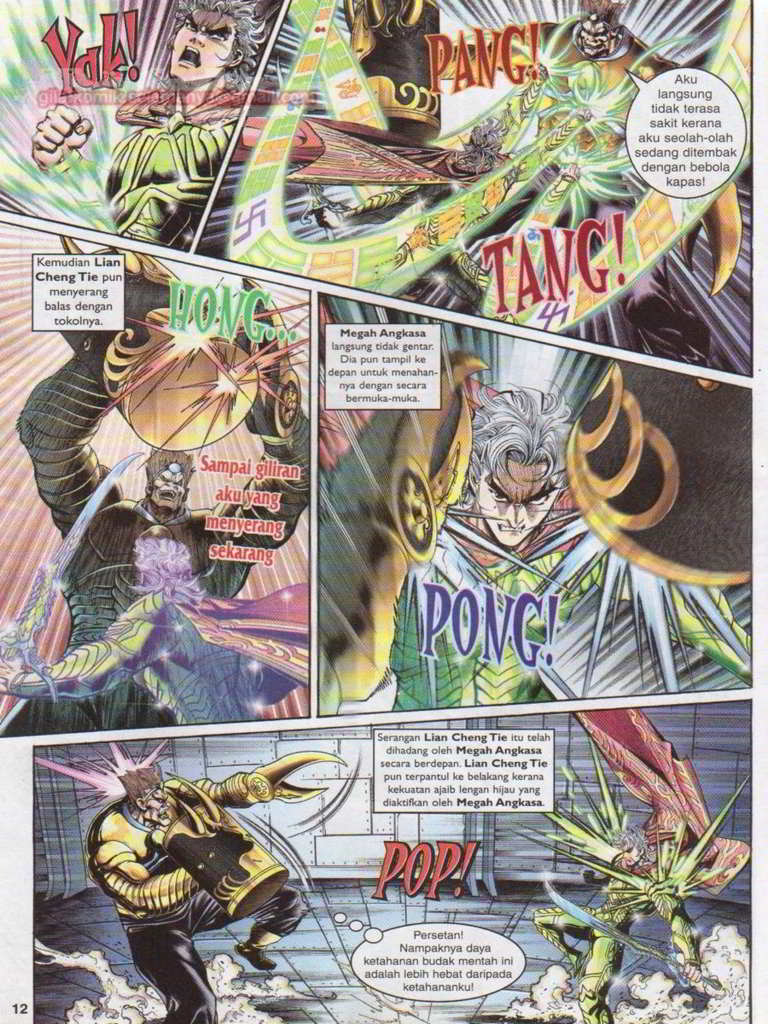 Yak!
PANG!
Aku
langsung
tidak terasa
sakit kerana
aku seolah-olah
sedang ditembak
dengan bebola
kapas!
TANG!
Kemudian Lian
Cheng Tie pun
menyerang
balas dengan
tokolnya.
HONG...
Sampai giliran
aku yang
menyerang
sekarang
Megah Angkasa
langsung tidak gentar.
Dia pun tampil ke
depan untuk menahan-
nya dengan secara
bermuka-muka.
PONG!
Serangan Lian Cheng Tie itu telah
dihadang oleh Megah Angkasa
secara berdepan. Lian Cheng Tie
pun terpantul ke belakang kerana
kekuatan ajaib lengan hijau yang
diaktifkan oleh Megah Angkasa.
POP!
Persetan!
Nampaknya daya
ketahanan budak mentah ini
adalah lebih hebat daripada
ketahananku!
12